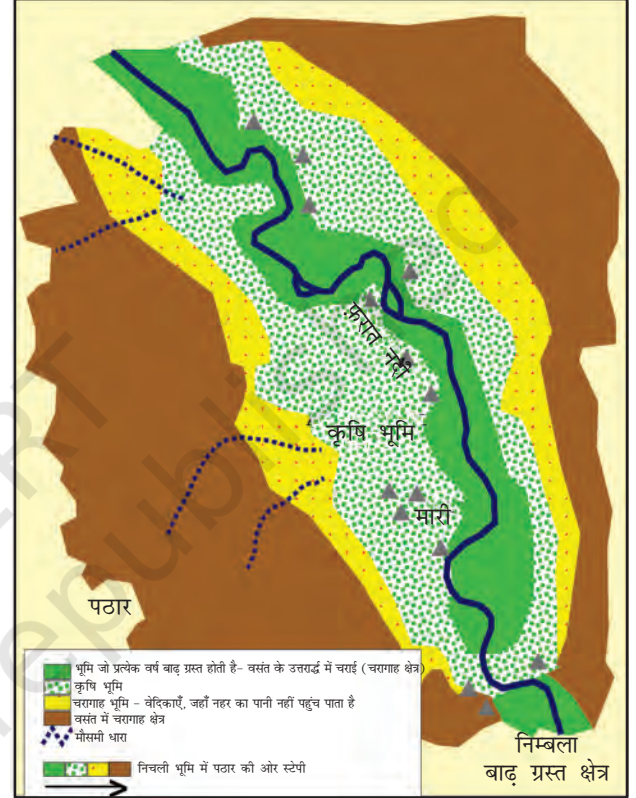 फ़रात नदी
कृषि भूमि
मारी
पठार
भूमि जो प्रत्येक वर्ष बाढ़ ग्रस्त होती है- वसंत के उत्तरार्द्ध में चराई (चरागाह क्षेत्र)
कृषि भूमि
चरागाह भूमि - वेदिकाएँ, जहाँ नहर का पानी नहीं पहुंच पाता है
वसंत में चरागाह क्षेत्र
मौसमी धारा
निचली भूमि में पठार की ओर स्टेपी
निम्बला
बाढ़ ग्रस्त क्षेत्र